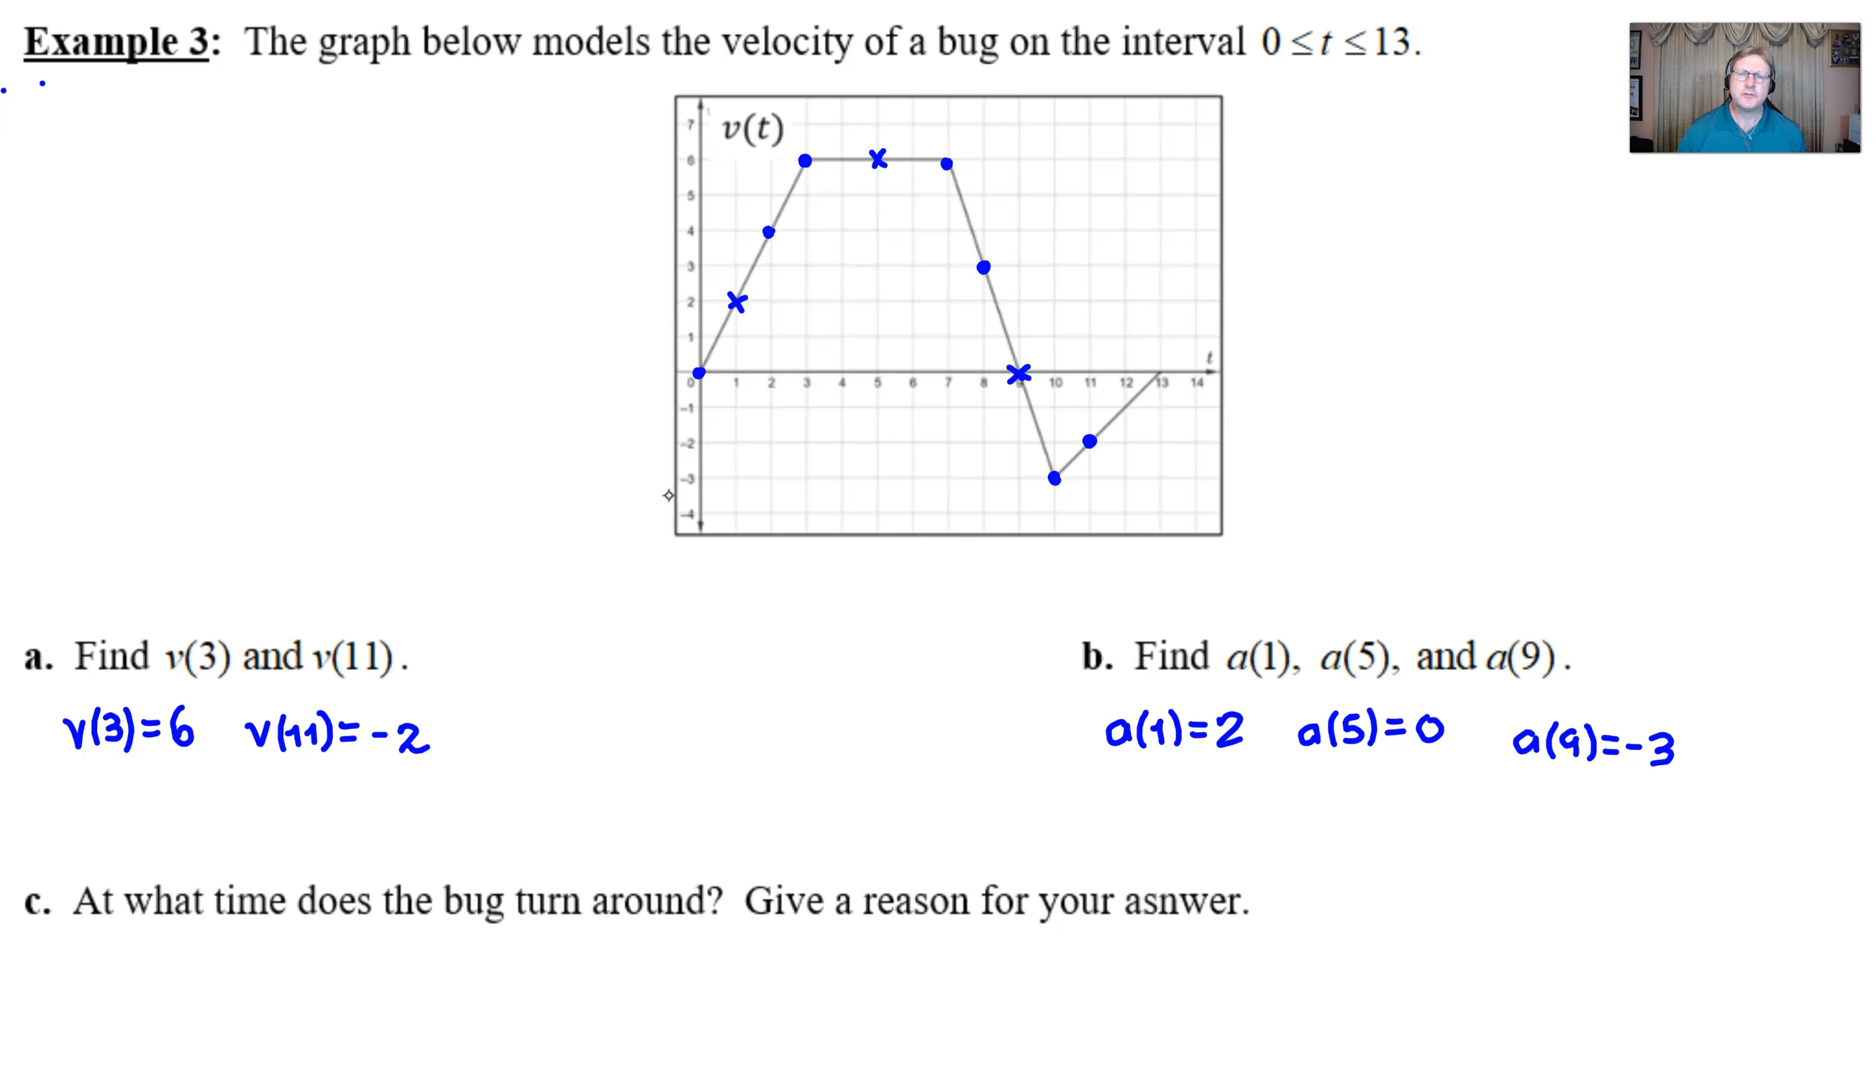 Example 3: The graph below models the velocity of a bug on the interval 0 ≤ t ≤ 13.
v(t)
7
6
5
4
3
2
1
t
0 1 2 3 4 5 6 7 8 10 11 12 13 14
-1
-2
-3
-4
a. Find v(3) and v(11).
b. Find a(1), a(5), and a(9).
v(3)=6 v(11)=-2
a(1)=2 a(5)=0 a(9)=-3
c. At what time does the bug turn around? Give a reason for your asnwer.